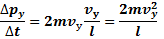 Δp_y/Δt = 2mv_y v_y/l = 2mv_y^2/l